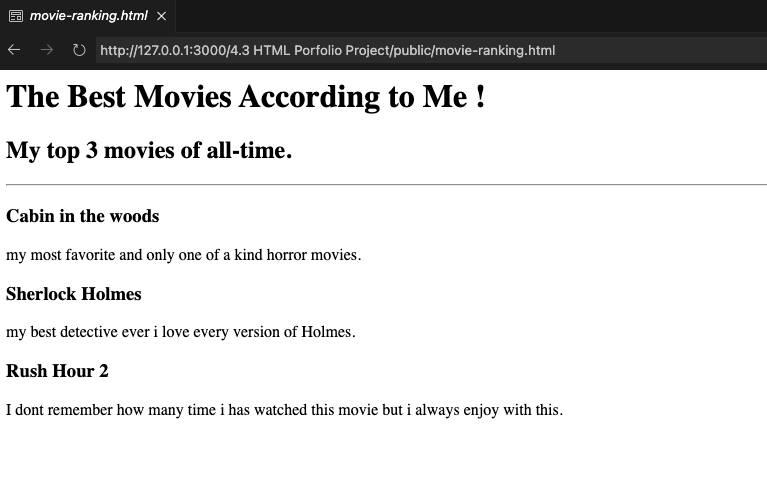 movie-ranking.html
http://127.0.0.1:3000/4.3 HTML Porfolio Project/public/movie-ranking.html
The Best Movies According to Me !
My top 3 movies of all-time.
Cabin in the woods
my most favorite and only one of a kind horror movies.
Sherlock Holmes
my best detective ever i love every version of Holmes.
Rush Hour 2
I dont remember how many time i has watched this movie but i always enjoy with this.